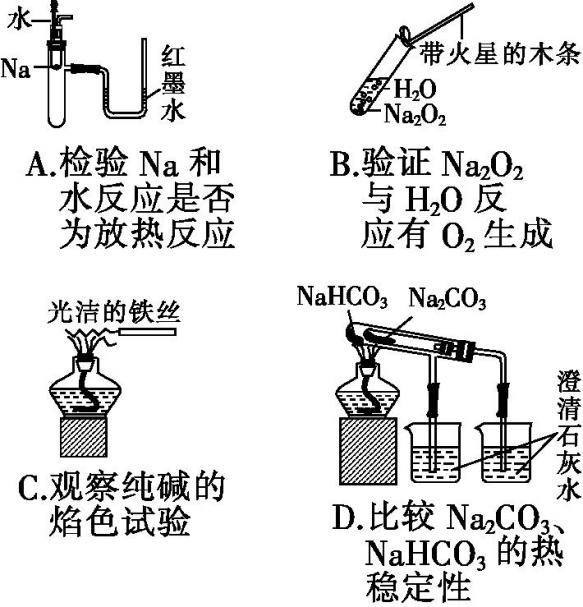 水
Na
红
墨
水
A.检验 Na 和
水反应是否
为放热反应
带火星的木条
H₂O
Na₂O₂
B.验证 Na₂O₂
与 H₂O 反
应有 O₂ 生成
光洁的铁丝
C.观察纯碱的
焰色试验
NaHCO₃ Na₂CO₃
澄
清
石
灰
水
D.比较 Na₂CO₃、
NaHCO₃ 的热
稳定性